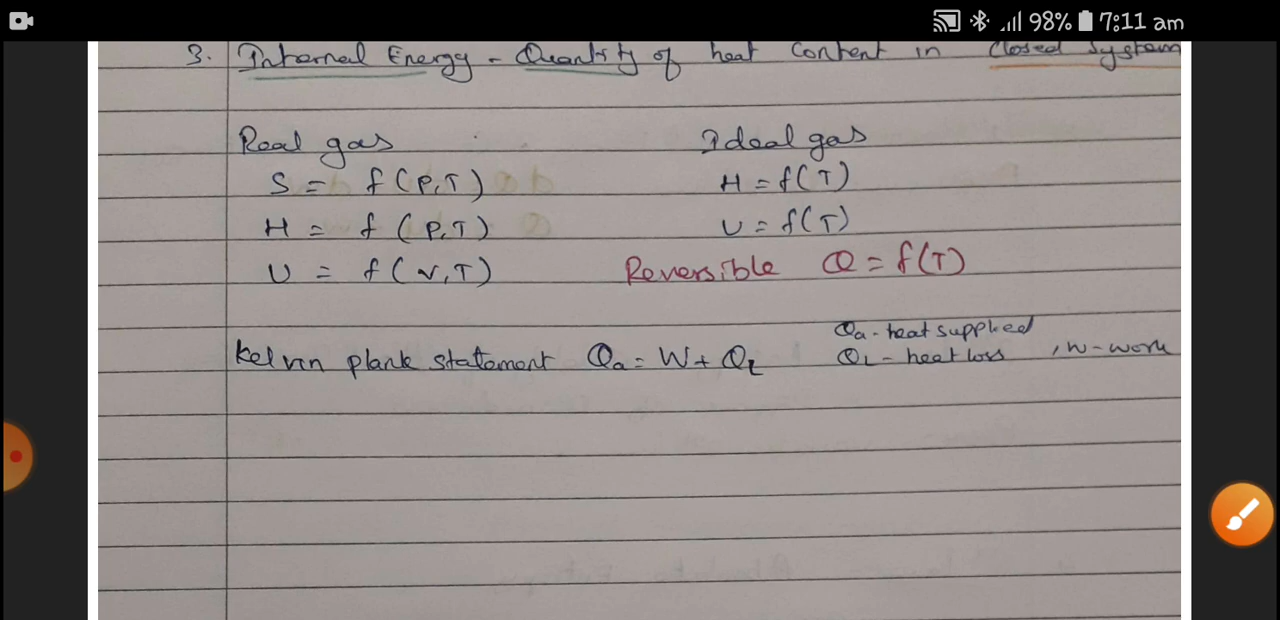 98% 7:11 am
3. Internal Energy - Quantity of heat content in closed system
Real gas Ideal gas
S = f(P,T) H = f(T)
H = f(P,T) U = f(T)
U = f(V,T) Reversible Q = f(T)
Qa - heat supplied
Kelvin plank statement Qa = W + QL QL - heat loss , W - work